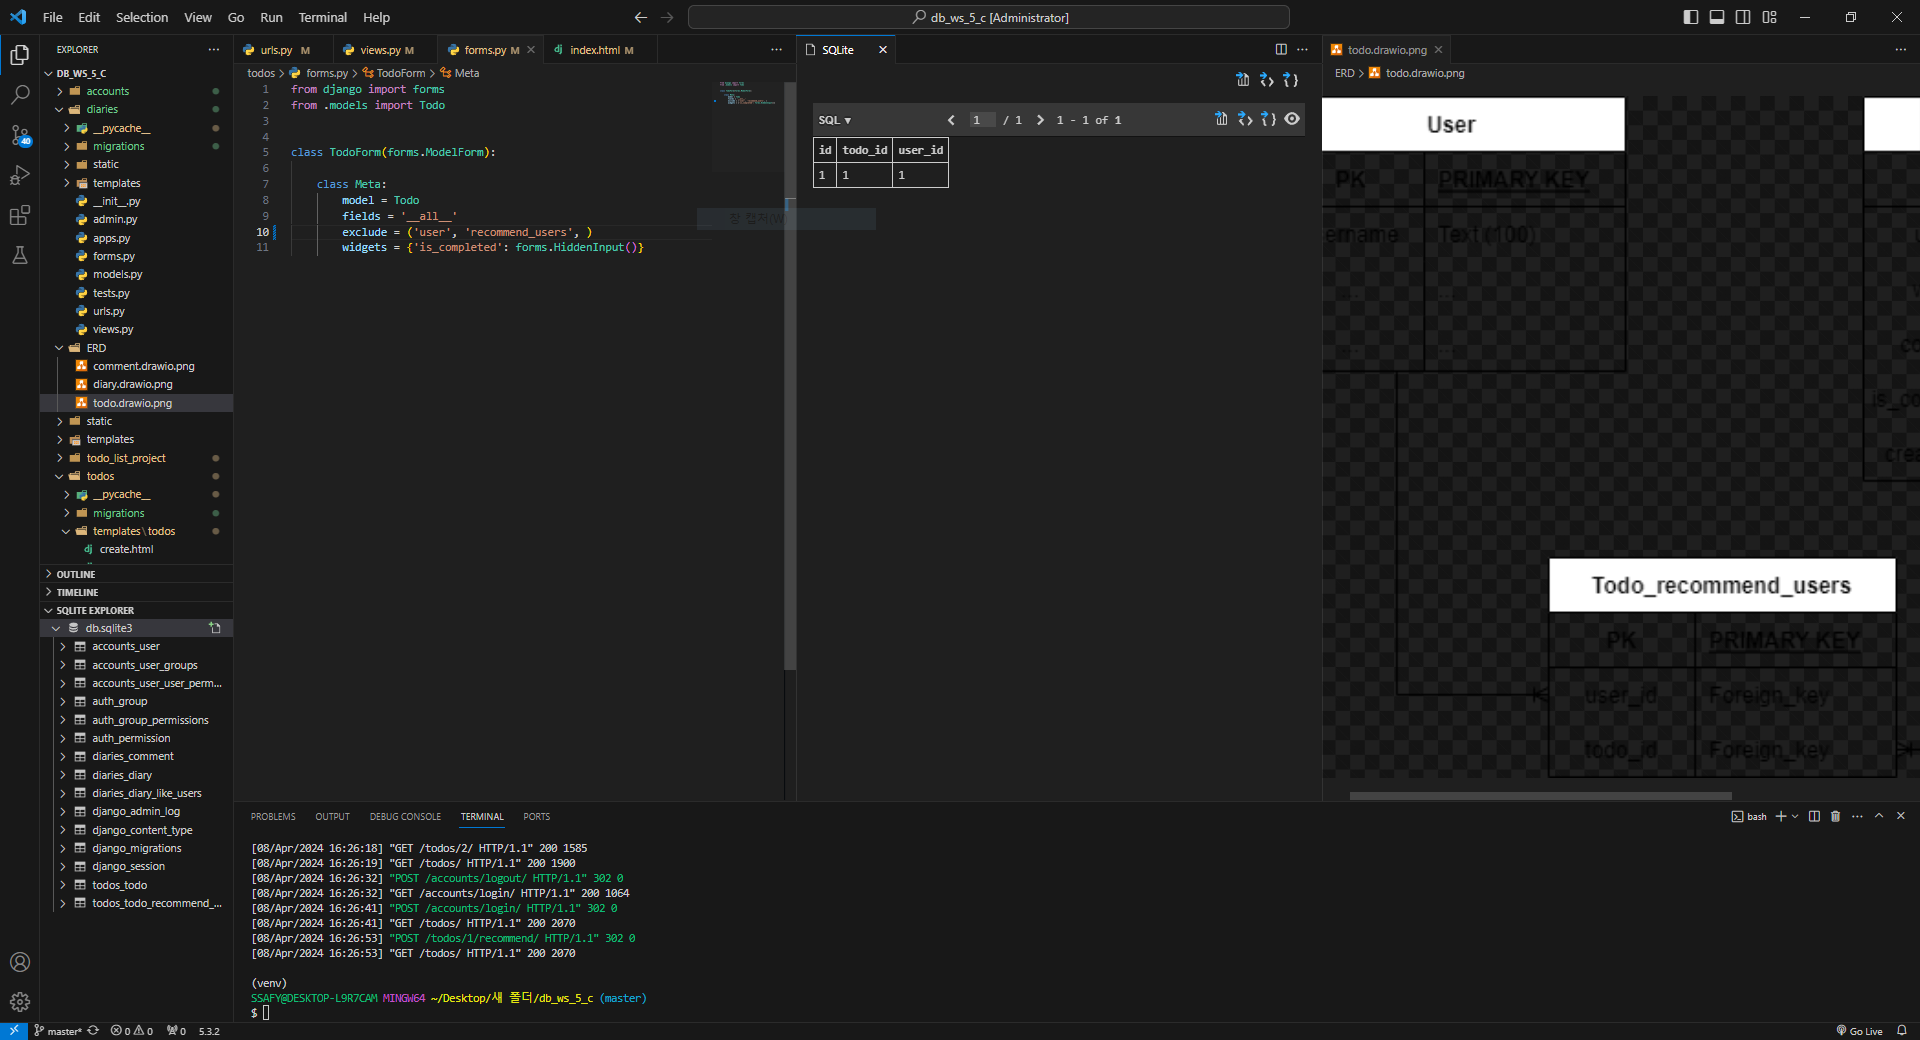 File Edit Selection View Go Run Terminal Help
db_ws_5_c [Administrator]
EXPLORER
DB_WS_5_C
accounts
diaries
__pycache__
migrations
static
templates
__init__.py
admin.py
apps.py
forms.py
models.py
tests.py
urls.py
views.py
ERD
comment.drawio.png
diary.drawio.png
todo.drawio.png
static
templates
todo_list_project
todos
__pycache__
migrations
templates\todos
create.html
OUTLINE
TIMELINE
SQLITE EXPLORER
db.sqlite3
accounts_user
accounts_user_groups
accounts_user_user_perm...
auth_group
auth_group_permissions
auth_permission
diaries_comment
diaries_diary
diaries_diary_like_users
django_admin_log
django_content_type
django_migrations
django_session
todos_todo
todos_todo_recommend_...
urls.py M views.py M forms.py M index.html M
todos > forms.py > TodoForm > Meta
1 from django import forms
2 from .models import Todo
3
4
5 class TodoForm(forms.ModelForm):
6
7 class Meta:
8 model = Todo
9 fields = '__all__'
10 exclude = ('user', 'recommend_users', )
11 widgets = {'is_completed': forms.HiddenInput()}
창 캡처(W)
SQLite
SQL 1 / 1 1 - 1 of 1
id todo_id user_id
1 1 1
todo.drawio.png
ERD > todo.drawio.png
User
PK PRIMARY KEY
ername Text (100)
... ...
... ...
co
is_co
crea
Todo_recommend_users
PK PRIMARY KEY
user_id Foreign_key
todo_id Foreign_key
PROBLEMS OUTPUT DEBUG CONSOLE TERMINAL PORTS
bash
[08/Apr/2024 16:26:18] "GET /todos/2/ HTTP/1.1" 200 1585
[08/Apr/2024 16:26:19] "GET /todos/ HTTP/1.1" 200 1900
[08/Apr/2024 16:26:32] "POST /accounts/logout/ HTTP/1.1" 302 0
[08/Apr/2024 16:26:32] "GET /accounts/login/ HTTP/1.1" 200 1064
[08/Apr/2024 16:26:41] "POST /accounts/login/ HTTP/1.1" 302 0
[08/Apr/2024 16:26:41] "GET /todos/ HTTP/1.1" 200 2070
[08/Apr/2024 16:26:53] "POST /todos/1/recommend/ HTTP/1.1" 302 0
[08/Apr/2024 16:26:53] "GET /todos/ HTTP/1.1" 200 2070
(venv)
SSAFY@DESKTOP-L9R7CAM MINGW64 ~/Desktop/새 폴더/db_ws_5_c (master)
$
40
master* 0 0 0 5.3.2
Go Live